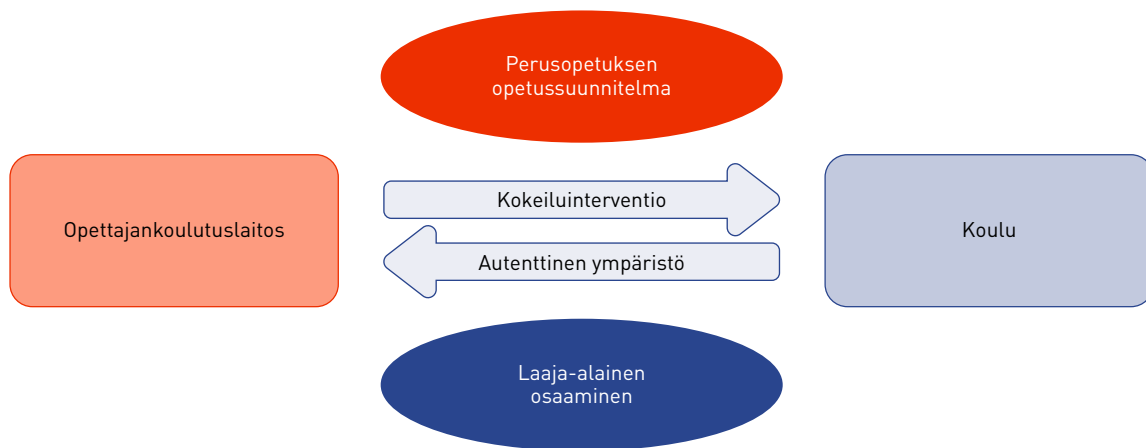 Perusopetuksen
opetussuunnitelma
Opettajankoulutuslaitos
Kokeiluinterventio
Koulu
Autenttinen ympäristö
Laaja-alainen
osaaminen